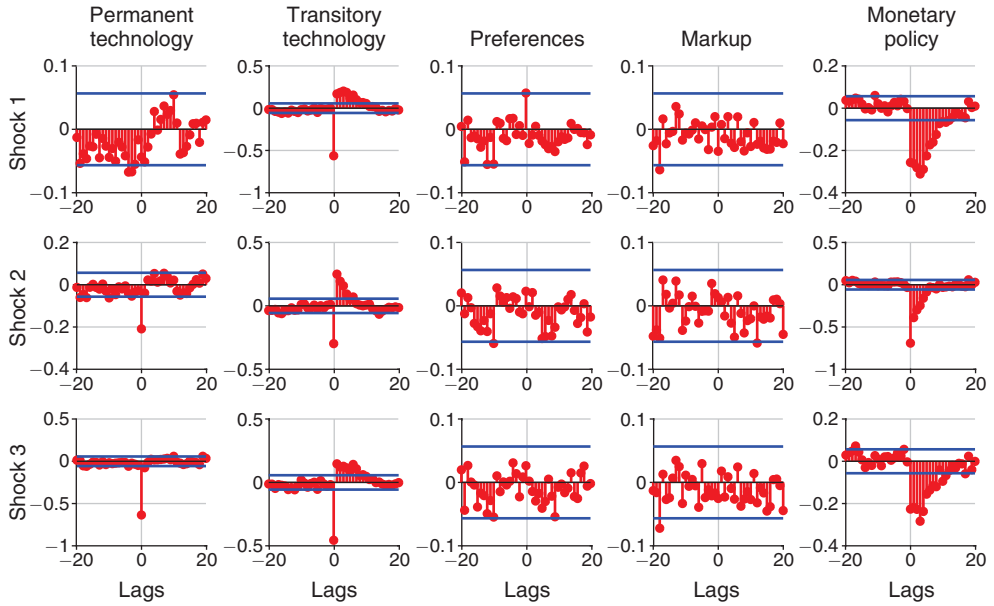 Permanent technology
Transitory technology
Preferences
Markup
Monetary policy
Shock 1
0.1
0
−0.1
−20 0 20
0.5
0
−0.5
−1
−20 0 20
0.1
0
−0.1
−20 0 20
0.1
0
−0.1
−20 0 20
0.2
0
−0.2
−0.4
−20 0 20
Shock 2
0.2
0
−0.2
−0.4
−20 0 20
0.5
0
−0.5
−20 0 20
0.1
0
−0.1
−20 0 20
0.1
0
−0.1
−20 0 20
0.5
0
−0.5
−1
−20 0 20
Shock 3
0.5
0
−0.5
−1
−20 0 20
Lags
0.5
0
−0.5
−20 0 20
Lags
0.1
0
−0.1
−20 0 20
Lags
0.1
0
−0.1
−20 0 20
Lags
0.2
0
−0.2
−0.4
−20 0 20
Lags